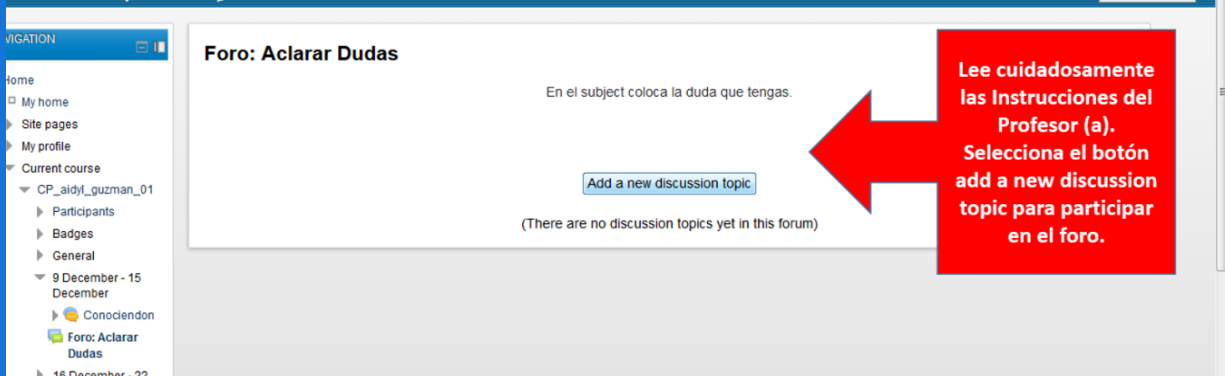 Home
My home
Site pages
My profile
Current course
CP_aidyl_guzman_01
Participants
Badges
General
9 December - 15
December
Conociendon
Foro: Aclarar
Dudas
16 December - 22
Foro: Aclarar Dudas
En el subject coloca la duda que tengas.
Add a new discussion topic
(There are no discussion topics yet in this forum)
Lee cuidadosamente
las Instrucciones del
Profesor (a).
Selecciona el botón
add a new discussion
topic para participar
en el foro.